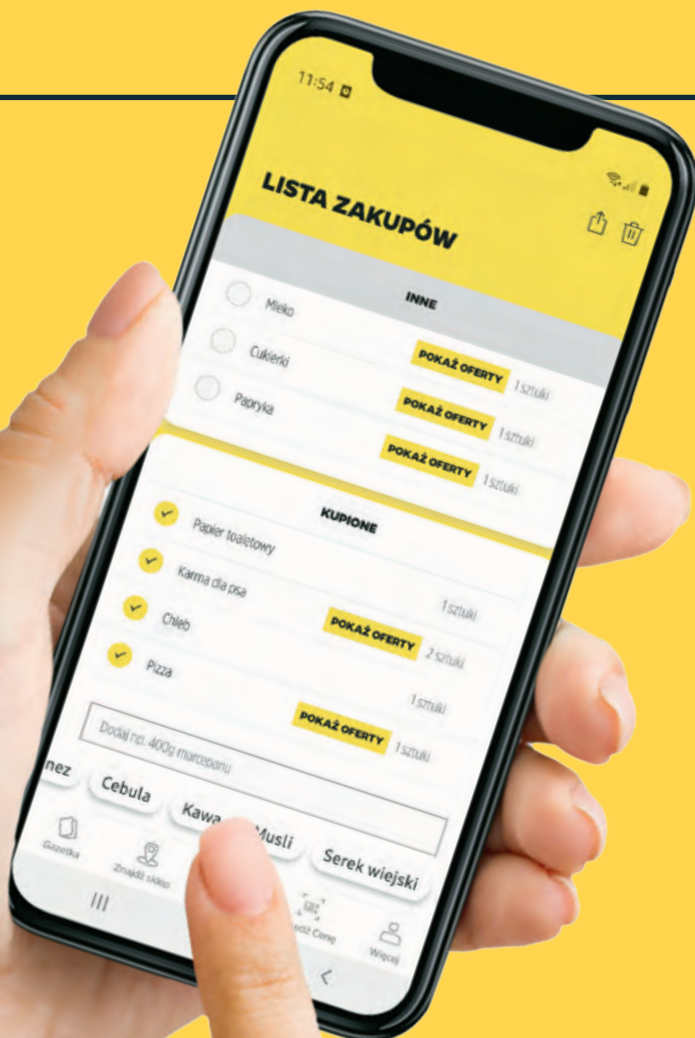 11:54
LISTA ZAKUPÓW
INNE
Mleko
POKAŻ OFERTY 1 sztuki
Cukierki
POKAŻ OFERTY 1 sztuki
Papryka
POKAŻ OFERTY 1 sztuki
KUPIONE
Papier toaletowy
1 sztuki
Karma dla psa
POKAŻ OFERTY 2 sztuki
Chleb
1 sztuki
Pizza
POKAŻ OFERTY 1 sztuki
Dodaj np. 400g marcepanu
nez Cebula Kawa Musli Serek wiejski
Gazetka Znajdź sklep Cenę Więcej